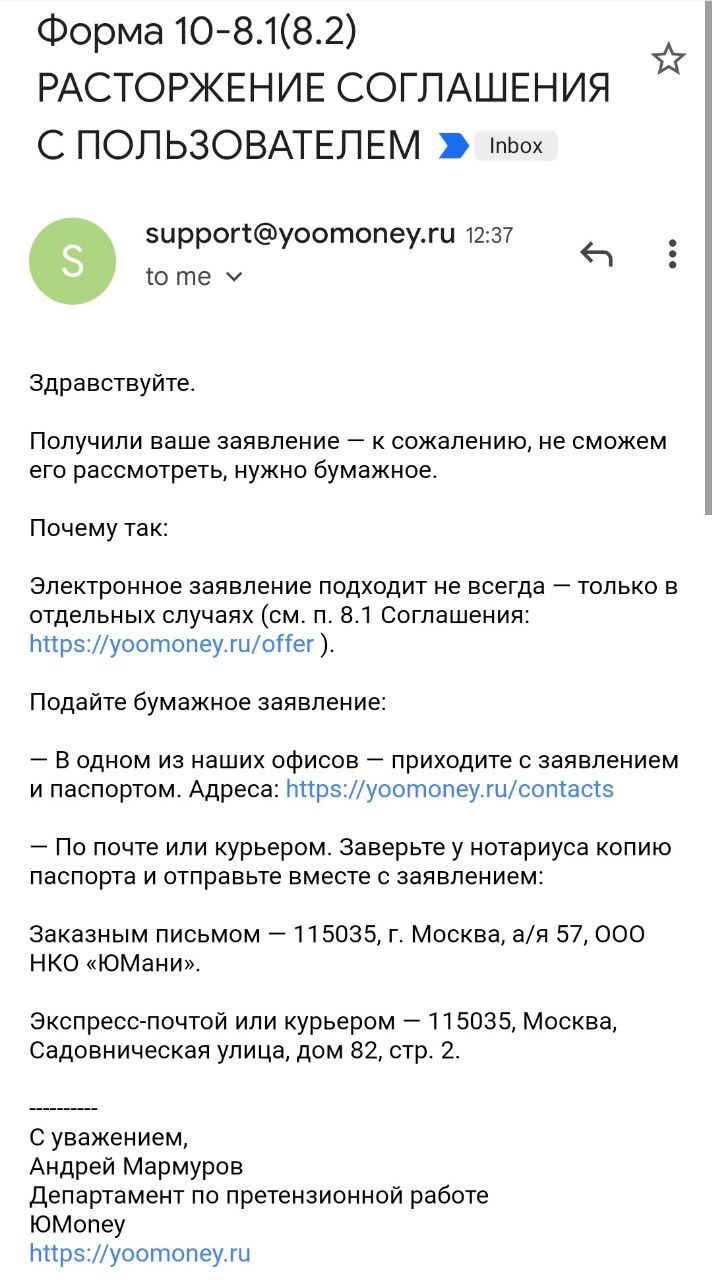 Форма 10-8.1(8.2)
РАСТОРЖЕНИЕ СОГЛАШЕНИЯ
С ПОЛЬЗОВАТЕЛЕМ Inbox
S
support@yoomoney.ru 12:37
to me
Здравствуйте.
Получили ваше заявление — к сожалению, не сможем
его рассмотреть, нужно бумажное.
Почему так:
Электронное заявление подходит не всегда — только в
отдельных случаях (см. п. 8.1 Соглашения:
https://yoomoney.ru/offer ).
Подайте бумажное заявление:
— В одном из наших офисов — приходите с заявлением
и паспортом. Адреса: https://yoomoney.ru/contacts
— По почте или курьером. Заверьте у нотариуса копию
паспорта и отправьте вместе с заявлением:
Заказным письмом — 115035, г. Москва, а/я 57, ООО
НКО «ЮМани».
Экспресс-почтой или курьером — 115035, Москва,
Садовническая улица, дом 82, стр. 2.
----------
С уважением,
Андрей Мармуров
Департамент по претензионной работе
ЮMoney
https://yoomoney.ru